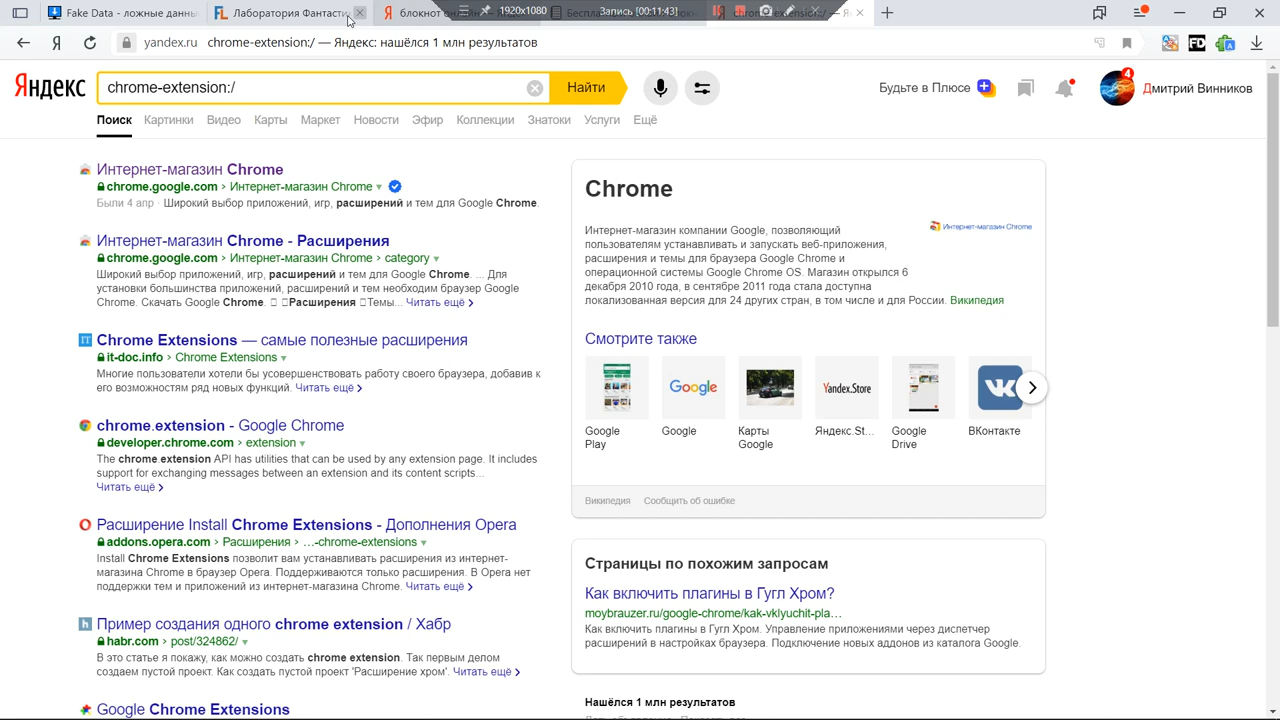 Fake Data - ложные данн
Лаборатория Фантасти
блокнот
1920x1080
Запись [00:11:43]
yandex.ru chrome-extension:/ — Яндекс: нашёлся 1 млн результатов
Яндекс
chrome-extension:/
Найти
Будьте в Плюсе
4
Дмитрий Винников
Поиск Картинки Видео Карты Маркет Новости Эфир Коллекции Знатоки Услуги Ещё
Интернет-магазин Chrome
chrome.google.com › Интернет-магазин Chrome
Были 4 апр · Широкий выбор приложений, игр, расширений и тем для Google Chrome.
Интернет-магазин Chrome - Расширения
chrome.google.com › Интернет-магазин Chrome › category
Широкий выбор приложений, игр, расширений и тем для Google Chrome. ... Для
установки большинства приложений, расширений и тем необходим браузер Google
Chrome. Скачать Google Chrome. Расширения Темы... Читать ещё ›
Chrome Extensions — самые полезные расширения
it-doc.info › Chrome Extensions
Многие пользователи хотели бы усовершенствовать работу своего браузера, добавив к
его возможностям ряд новых функций. Читать ещё ›
chrome.extension - Google Chrome
developer.chrome.com › extension
The chrome.extension API has utilities that can be used by any extension page. It includes
support for exchanging messages between an extension and its content scripts...
Читать ещё ›
Расширение Install Chrome Extensions - Дополнения Opera
addons.opera.com › Расширения › ...-chrome-extensions
Install Chrome Extensions позволит вам устанавливать расширения из интернет-
магазина Chrome в браузер Opera. Поддерживаются только расширения. В Opera нет
поддержки тем и приложений из интернет-магазина Chrome. Читать ещё ›
Пример создания одного chrome extension / Хабр
habr.com › post/324862/
В это статье я покажу, как можно создать chrome extension. Так первым делом
создаем пустой проект. Как создать пустой проект 'Расширение хром'. Читать ещё ›
Google Chrome Extensions
Chrome
Интернет-магазин Chrome
Интернет-магазин компании Google, позволяющий
пользователям устанавливать и запускать веб-приложения,
расширения и темы для браузера Google Chrome и
операционной системы Google Chrome OS. Магазин открылся 6
декабря 2010 года, в сентябре 2011 года стала доступна
локализованная версия для 24 других стран, в том числе и для России. Википедия
Смотрите также
Google
Yandex.Store
Google Play
Google
Карты Google
Яндекс.St...
Google Drive
ВКонтакте
Википедия Сообщить об ошибке
Страницы по похожим запросам
Как включить плагины в Гугл Хром?
moybrauzer.ru/google-chrome/kak-vklyuchit-pla...
Как включить плагины в Гугл Хром. Управление приложениями через диспетчер
расширений в настройках браузера. Подключение новых аддонов из каталога Google.
Нашёлся 1 млн результатов